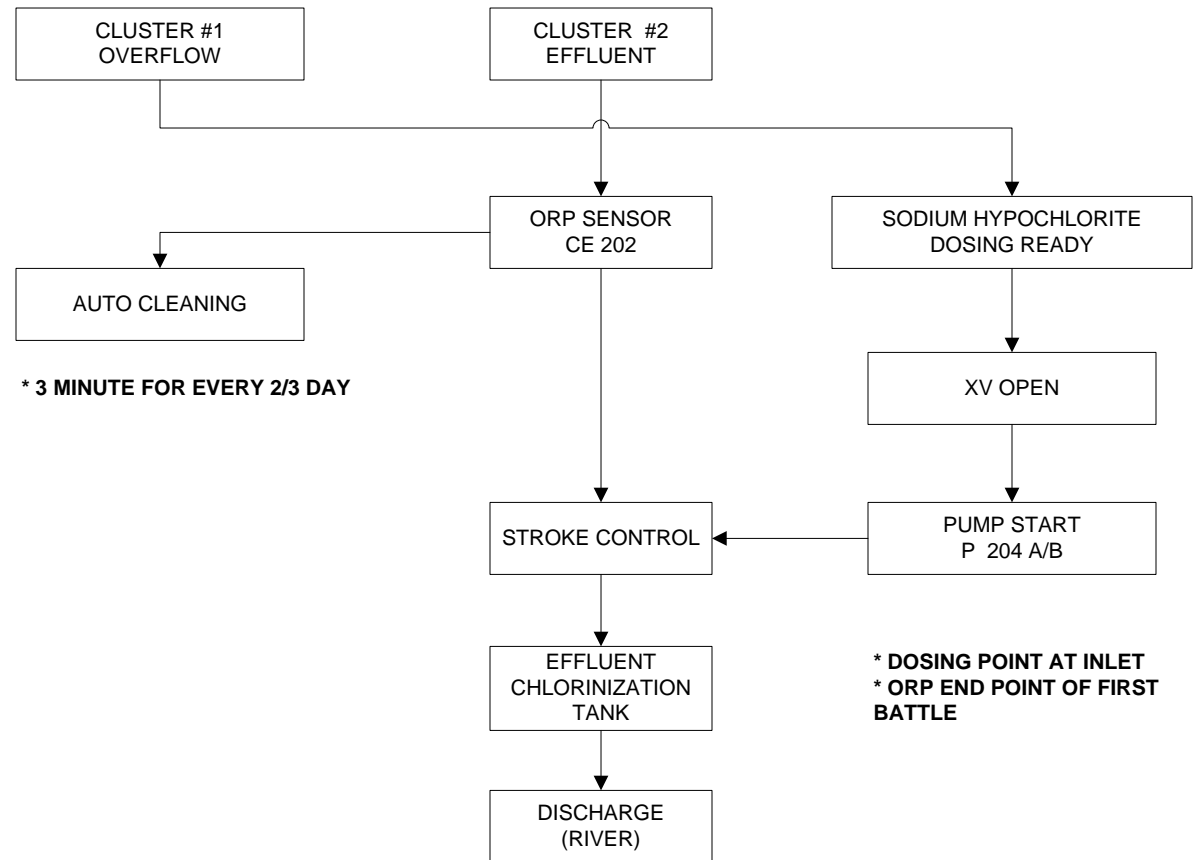 CLUSTER #1
OVERFLOW
CLUSTER #2
EFFLUENT
ORP SENSOR
CE 202
SODIUM HYPOCHLORITE
DOSING READY
AUTO CLEANING
* 3 MINUTE FOR EVERY 2/3 DAY
XV OPEN
STROKE CONTROL
PUMP START
P 204 A/B
EFFLUENT
CHLORINIZATION
TANK
* DOSING POINT AT INLET
* ORP END POINT OF FIRST
BATTLE
DISCHARGE
(RIVER)